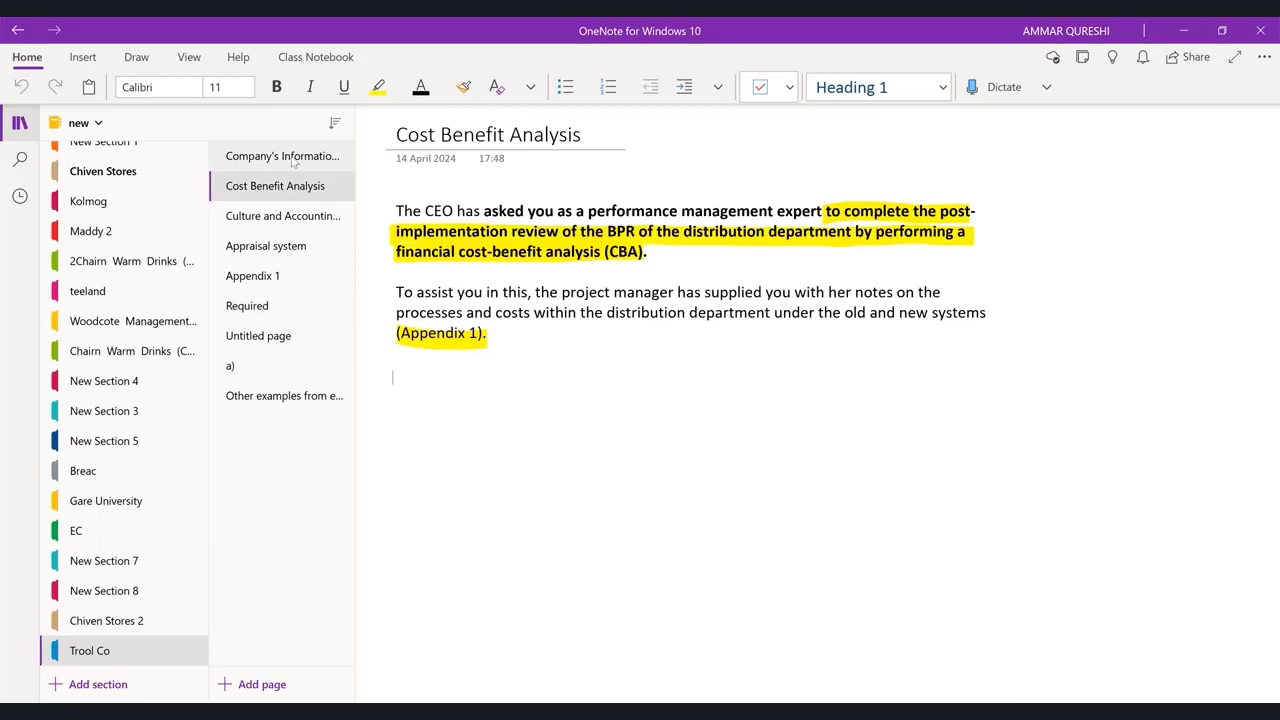 OneNote for Windows 10
AMMAR QURESHI
Home Insert Draw View Help Class Notebook
Share
Calibri 11 B I U A Heading 1 Dictate
new
New Section 1
Chiven Stores
Kolmog
Maddy 2
2Chairn Warm Drinks (...
teeland
Woodcote Management...
Chairn Warm Drinks (C...
New Section 4
New Section 3
New Section 5
Breac
Gare University
EC
New Section 7
New Section 8
Chiven Stores 2
Trool Co
Add section
Company's Informatio...
Cost Benefit Analysis
Culture and Accountin...
Appraisal system
Appendix 1
Required
Untitled page
a)
Other examples from e...
Add page
Cost Benefit Analysis
14 April 2024 17:48
The CEO has asked you as a performance management expert to complete the post-
implementation review of the BPR of the distribution department by performing a
financial cost-benefit analysis (CBA).
To assist you in this, the project manager has supplied you with her notes on the
processes and costs within the distribution department under the old and new systems
(Appendix 1).